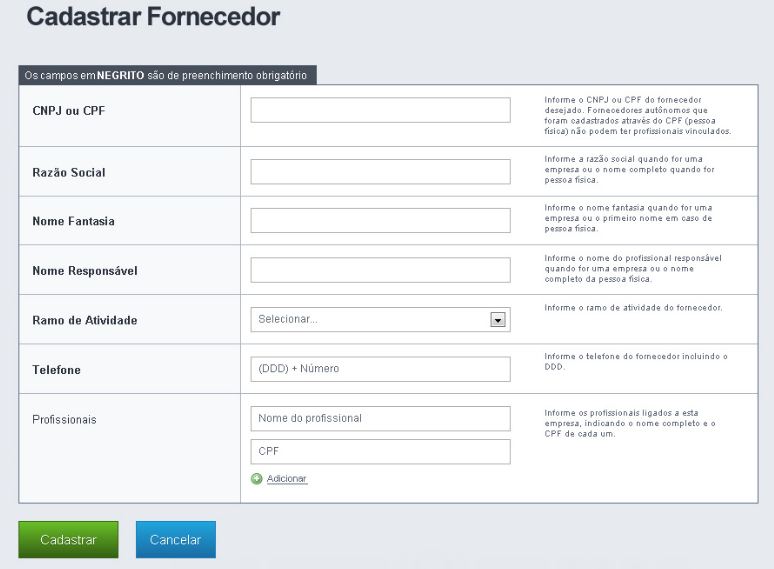 Cadastrar Fornecedor
Os campos em NEGRITO são de preenchimento obrigatório
CNPJ ou CPF
Informe o CNPJ ou CPF do fornecedor
desejado. Fornecedores autônomos que
foram cadastrados através do CPF (pessoa
física) não podem ter profissionais vinculados.
Razão Social
Informe a razão social quando for uma
empresa ou o nome completo quando for
pessoa física.
Nome Fantasia
Informe o nome fantasia quando for uma
empresa ou o primeiro nome em caso de
pessoa física.
Nome Responsável
Informe o nome do profissional responsável
quando for uma empresa ou o nome
completo da pessoa física.
Ramo de Atividade
Selecionar...
Informe o ramo de atividade do fornecedor.
Telefone
(DDD) + Número
Informe o telefone do fornecedor incluindo o
DDD.
Profissionais
Nome do profissional
CPF
Adicionar
Informe os profissionais ligados a esta
empresa, indicando o nome completo e o
CPF de cada um.
Cadastrar
Cancelar